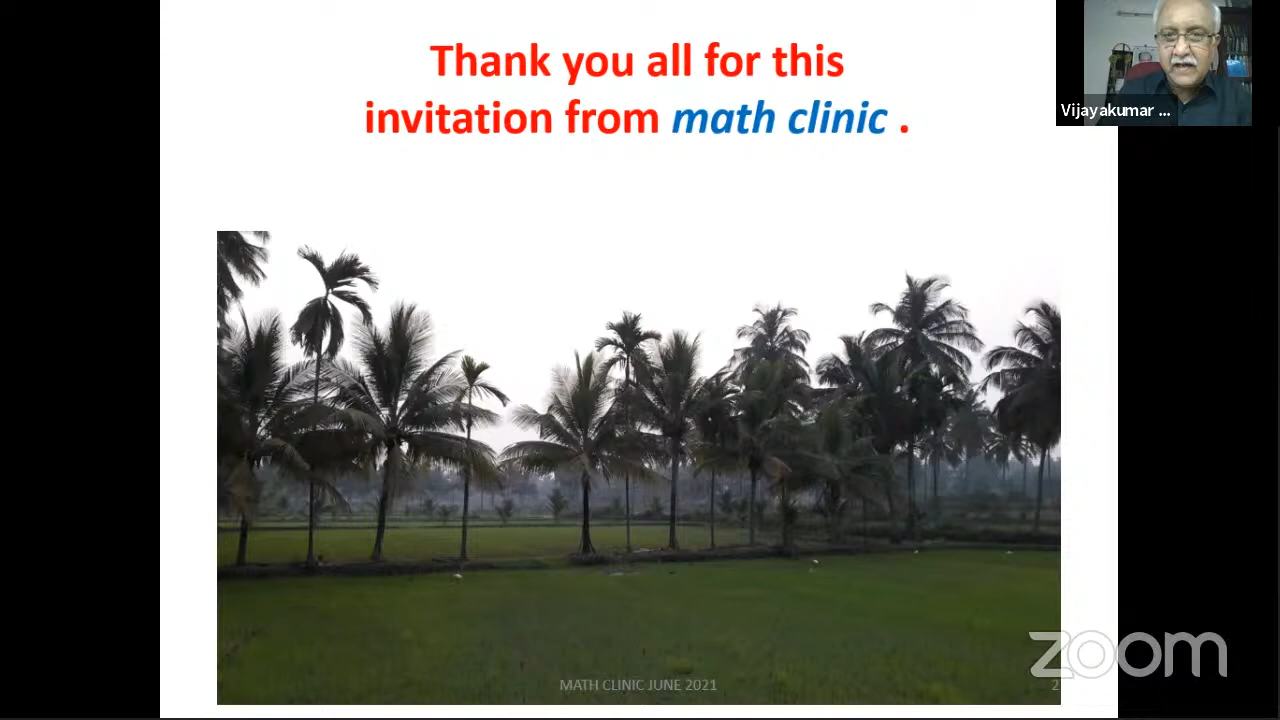 Thank you all for this
invitation from math clinic .
Vijayakumar ...
MATH CLINIC JUNE 2021
2
zoom